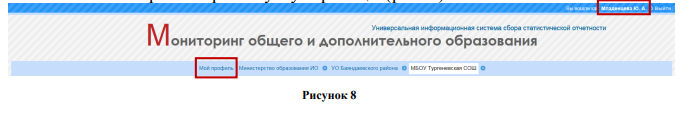 Вы вошли как Младенцева Ю. А. Выйти
Универсальная информационная система сбора статистической отчетности
Мониторинг общего и дополнительного образования
Мой профиль Министерство образования ИО УО Баяндаевского района МБОУ Тургеневская СОШ
Рисунок 8